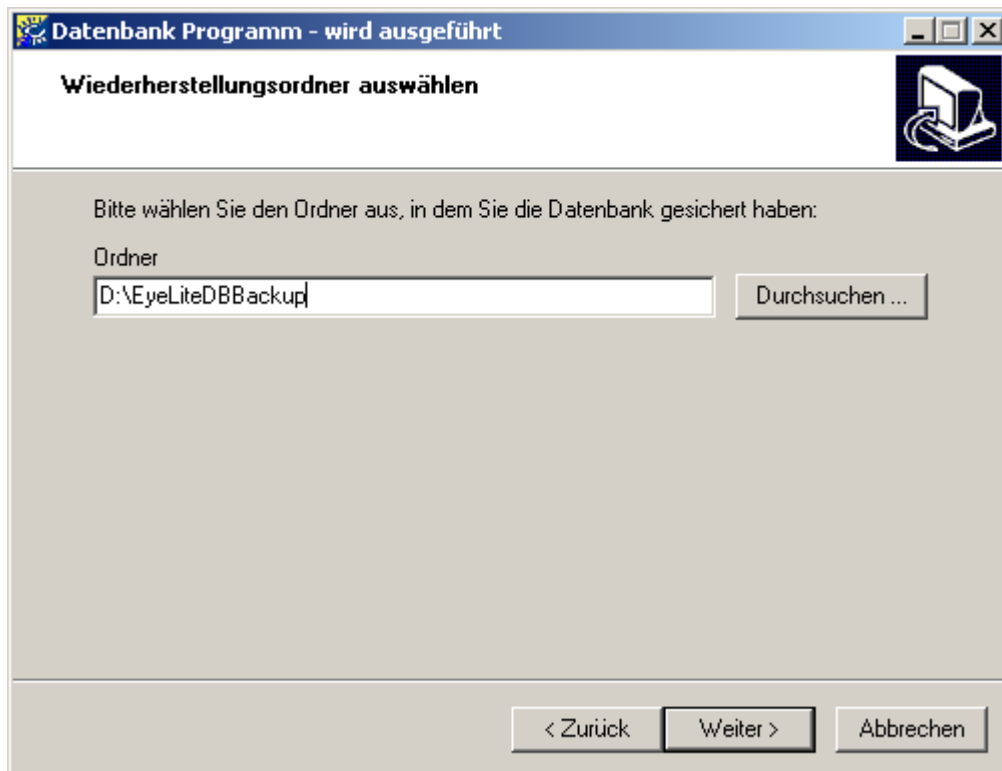 Datenbank Programm - wird ausgeführt
Wiederherstellungsordner auswählen
Bitte wählen Sie den Ordner aus, in dem Sie die Datenbank gesichert haben:
Ordner
D:\EyeLiteDBBackup
Durchsuchen ...
< Zurück
Weiter >
Abbrechen